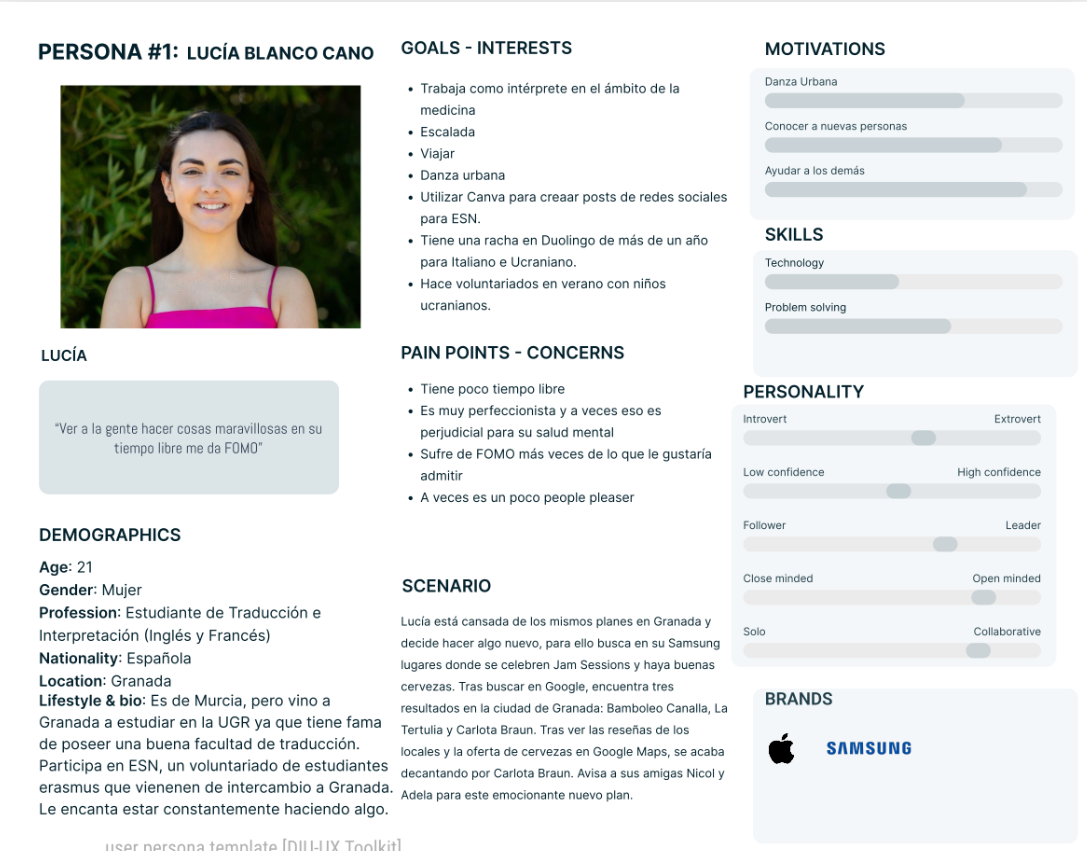 PERSONA #1: LUCÍA BLANCO CANO
LUCÍA
“Ver a la gente hacer cosas maravillosas en su
tiempo libre me da FOMO”
DEMOGRAPHICS
Age: 21
Gender: Mujer
Profession: Estudiante de Traducción e
Interpretación (Inglés y Francés)
Nationality: Española
Location: Granada
Lifestyle & bio: Es de Murcia, pero vino a
Granada a estudiar en la UGR ya que tiene fama
de poseer una buena facultad de traducción.
Participa en ESN, un voluntariado de estudiantes
erasmus que vienenen de intercambio a Granada.
Le encanta estar constantemente haciendo algo.
user persona template [DIU-UX Toolkit]
GOALS - INTERESTS
• Trabaja como intérprete en el ámbito de la
medicina
• Escalada
• Viajar
• Danza urbana
• Utilizar Canva para creaar posts de redes sociales
para ESN.
• Tiene una racha en Duolingo de más de un año
para Italiano e Ucraniano.
• Hace voluntariados en verano con niños
ucranianos.
PAIN POINTS - CONCERNS
• Tiene poco tiempo libre
• Es muy perfeccionista y a veces eso es
perjudicial para su salud mental
• Sufre de FOMO más veces de lo que le gustaría
admitir
• A veces es un poco people pleaser
SCENARIO
Lucía está cansada de los mismos planes en Granada y
decide hacer algo nuevo, para ello busca en su Samsung
lugares donde se celebren Jam Sessions y haya buenas
cervezas. Tras buscar en Google, encuentra tres
resultados en la ciudad de Granada: Bamboleo Canalla, La
Tertulia y Carlota Braun. Tras ver las reseñas de los
locales y la oferta de cervezas en Google Maps, se acaba
decantando por Carlota Braun. Avisa a sus amigas Nicol y
Adela para este emocionante nuevo plan.
MOTIVATIONS
Danza Urbana
Conocer a nuevas personas
Ayudar a los demás
SKILLS
Technology
Problem solving
PERSONALITY
Introvert Extrovert
Low confidence High confidence
Follower Leader
Close minded Open minded
Solo Collaborative
BRANDS
SAMSUNG